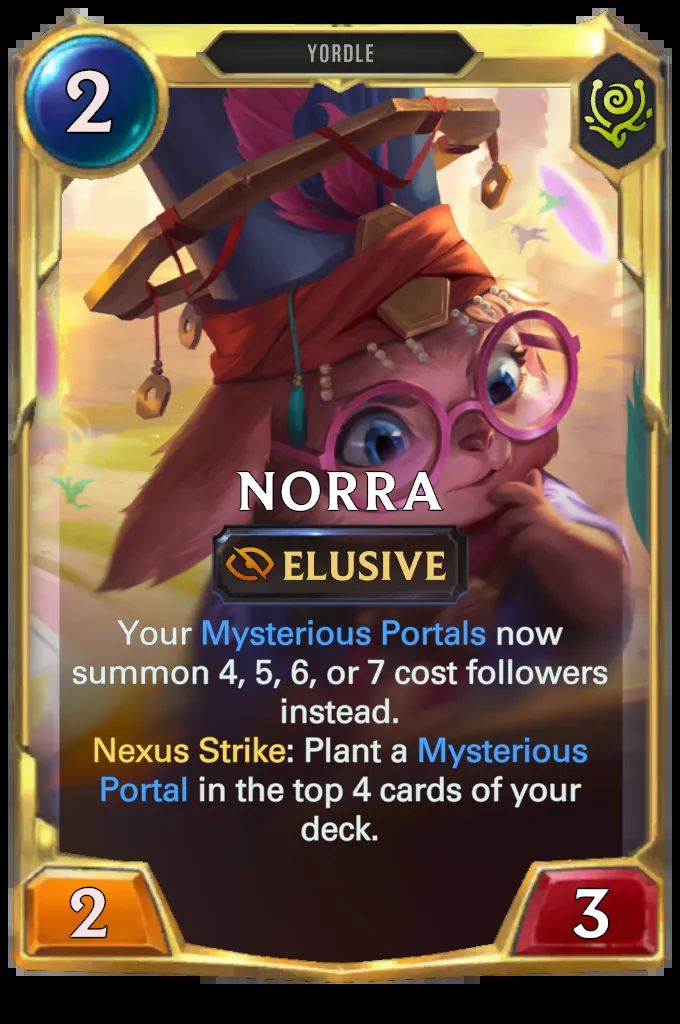 YORDLE
2
NORRA
ELUSIVE
Your Mysterious Portals now
summon 4, 5, 6, or 7 cost followers
instead.
Nexus Strike: Plant a Mysterious
Portal in the top 4 cards of your
deck.
2
3